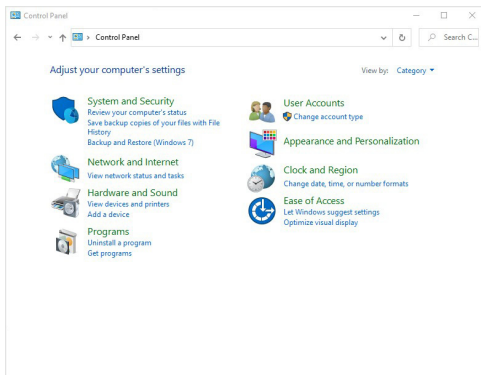 Control Panel
Control Panel
Search C...
Adjust your computer's settings
View by: Category
System and Security
Review your computer's status
Save backup copies of your files with File
History
Backup and Restore (Windows 7)
Network and Internet
View network status and tasks
Hardware and Sound
View devices and printers
Add a device
Programs
Uninstall a program
Get programs
User Accounts
Change account type
Appearance and Personalization
Clock and Region
Change date, time, or number formats
Ease of Access
Let Windows suggest settings
Optimize visual display